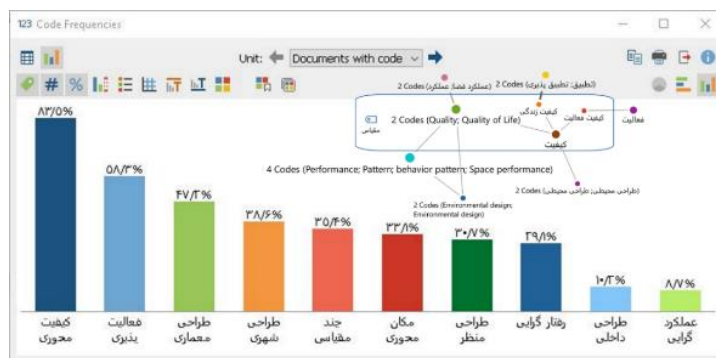 123 Code Frequencies
Unit: Documents with code
2 Codes (عملکرد فضا; عملکرد)
2 Codes (تطبیق; تطبیق پذیری)
مقیاس
2 Codes (Quality; Quality of Life)
کیفیت زندگی
کیفیت فعالیت
فعالیت
کیفیت
4 Codes (Performance; Pattern; behavior pattern; Space performance)
2 Codes (طراحی محیطی; طراحی محیطی)
2 Codes (Environmental design;
Environmental design)
۸۳/۵%
۵۸/۳%
۴۷/۲%
۳۸/۶%
۳۵/۴%
۳۳/۱%
۳۰/۷%
۲۹/۱%
۱۰/۲%
۸/۷%
کیفیت
محوری
فعالیت
پذیری
طراحی
معماری
طراحی
شهری
چند
مقیاسی
مکان
محوری
طراحی
منظر
رفتار گرایی
طراحی
داخلی
عملکرد
گرایی